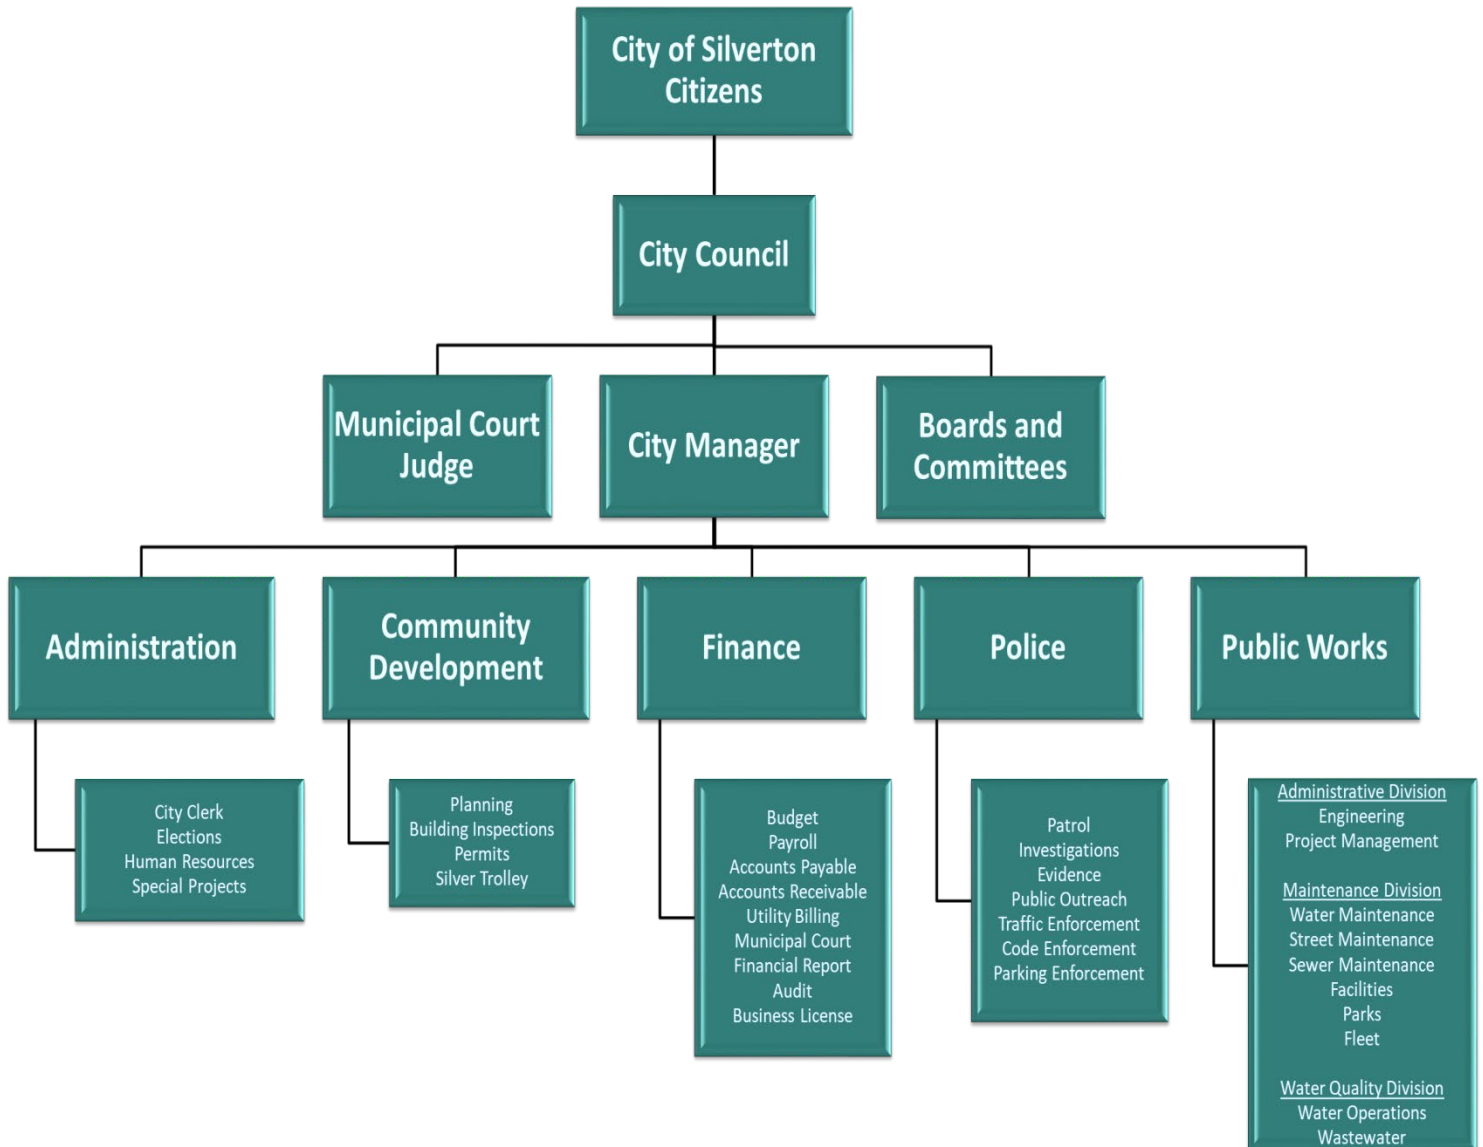 City of Silverton
Citizens
City Council
Municipal Court
Judge
City Manager
Boards and
Committees
Administration
Community
Development
Finance
Police
Public Works
City Clerk
Elections
Human Resources
Special Projects
Planning
Building Inspections
Permits
Silver Trolley
Budget
Payroll
Accounts Payable
Accounts Receivable
Utility Billing
Municipal Court
Financial Report
Audit
Business License
Patrol
Investigations
Evidence
Public Outreach
Traffic Enforcement
Code Enforcement
Parking Enforcement
Administrative Division
Engineering
Project Management
Maintenance Division
Water Maintenance
Street Maintenance
Sewer Maintenance
Facilities
Parks
Fleet
Water Quality Division
Water Operations
Wastewater